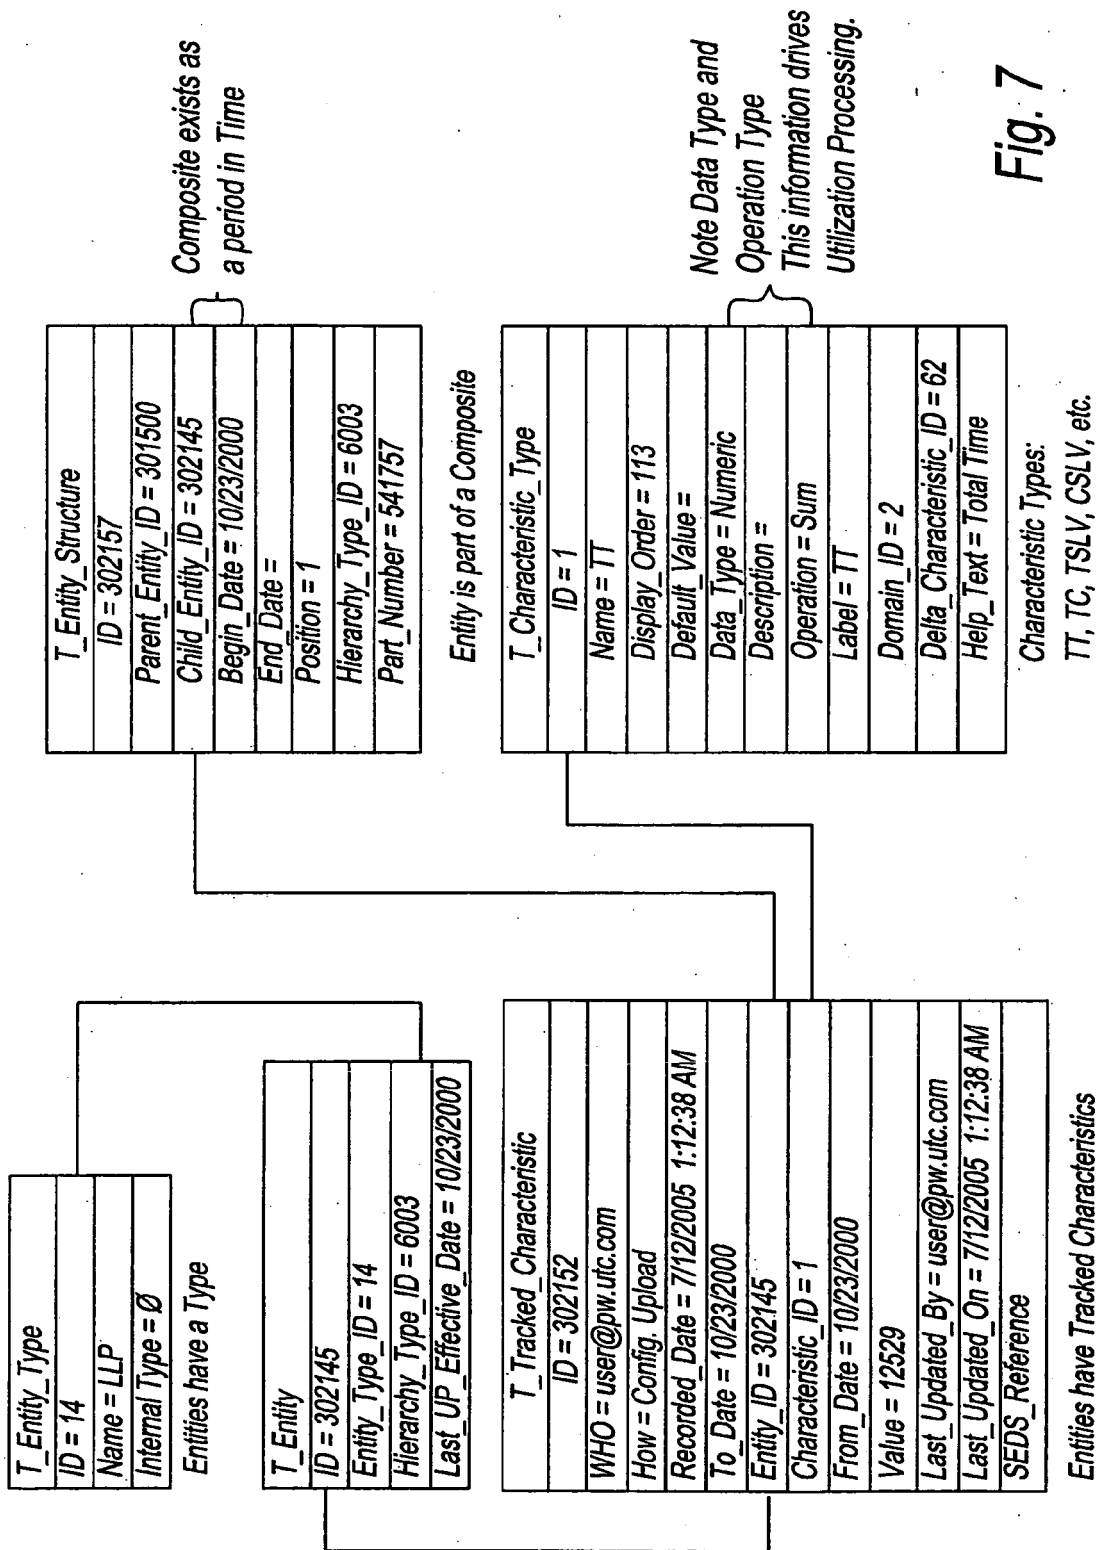 T_Entity_Type
ID = 14
Name = LLP
Internal Type = Ø
Entities have a Type
T_Entity
ID = 302145
Entity_Type_ID = 14
Hierarchy_Type_ID = 6003
Last_UP_Effective_Date = 10/23/2000
T_Tracked_Characteristic
ID = 302152
WHO = user@pw.utc.com
How = Config. Upload
Recorded_Date = 7/12/2005 1:12:38 AM
To_Date = 10/23/2000
Entity_ID = 302145
Characteristic_ID = 1
From_Date = 10/23/2000
Value = 12529
Last_Updated_By = user@pw.utc.com
Last_Updated_On = 7/12/2005 1:12:38 AM
SEDS_Reference
Entities have Tracked Characteristics
T_Entity_Structure
ID = 302157
Parent_Entity_ID = 301500
Child_Entity_ID = 302145
Begin_Date = 10/23/2000
End_Date =
Position = 1
Hierarchy_Type_ID = 6003
Part_Number = 541757
Composite exists as
a period in Time
Entity is part of a Composite
T_Characteristic_Type
ID = 1
Name = TT
Display_Order = 113
Default_Value =
Data_Type = Numeric
Description =
Operation = Sum
Label = TT
Domain_ID = 2
Delta_Characteristic_ID = 62
Help_Text = Total Time
Note Data Type and
Operation Type
This information drives
Utilization Processing.
Characteristic Types:
TT, TC, TSLV, CSLV, etc.
Fig. 7